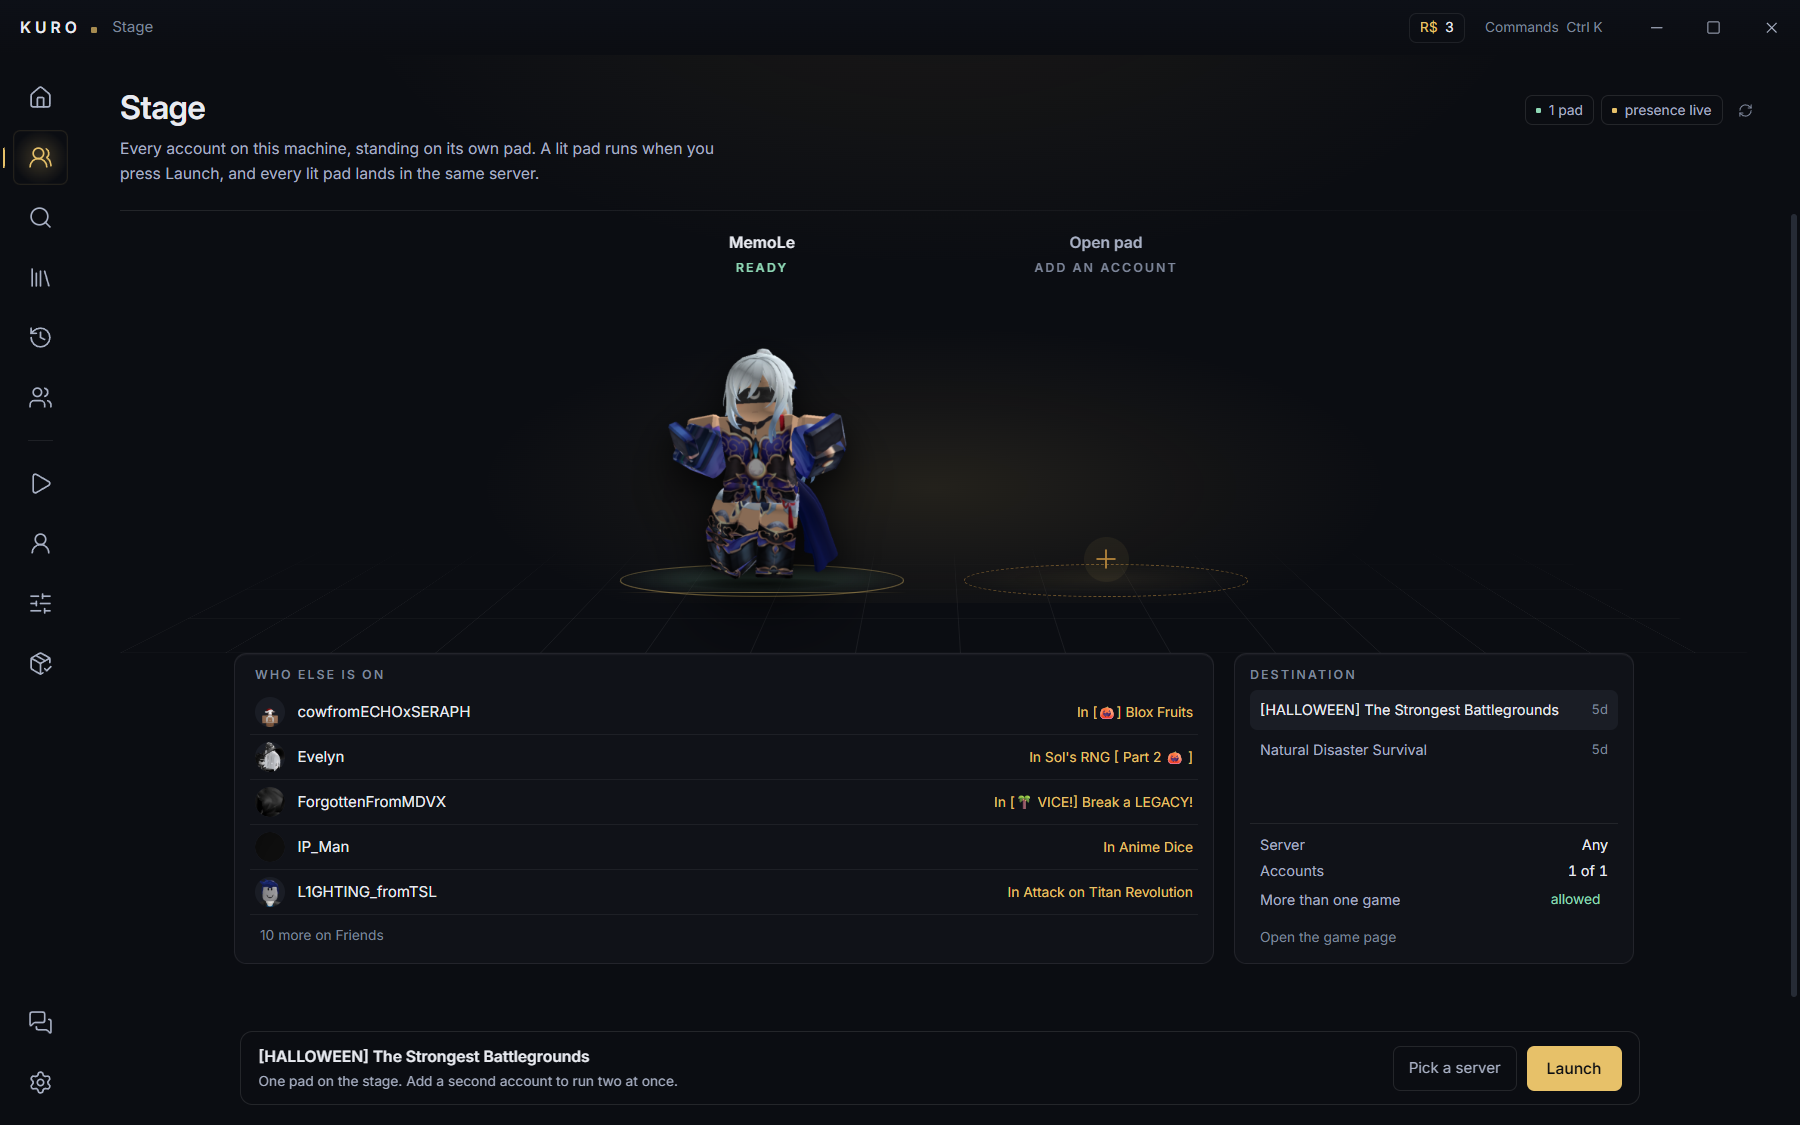 KURO
Stage
R$ 3
Commands Ctrl K
Stage
1 pad
presence live
Every account on this machine, standing on its own pad. A lit pad runs when you
press Launch, and every lit pad lands in the same server.
MemoLe
READY
Open pad
ADD AN ACCOUNT
WHO ELSE IS ON
cowfromECHOxSERAPH
In [🎃] Blox Fruits
Evelyn
In Sol's RNG [ Part 2 🎃 ]
ForgottenFromMDVX
In [🌴 VICE!] Break a LEGACY!
IP_Man
In Anime Dice
L1GHTING_fromTSL
In Attack on Titan Revolution
10 more on Friends
DESTINATION
[HALLOWEEN] The Strongest Battlegrounds 5d
Natural Disaster Survival 5d
Server Any
Accounts 1 of 1
More than one game allowed
Open the game page
[HALLOWEEN] The Strongest Battlegrounds
One pad on the stage. Add a second account to run two at once.
Pick a server
Launch